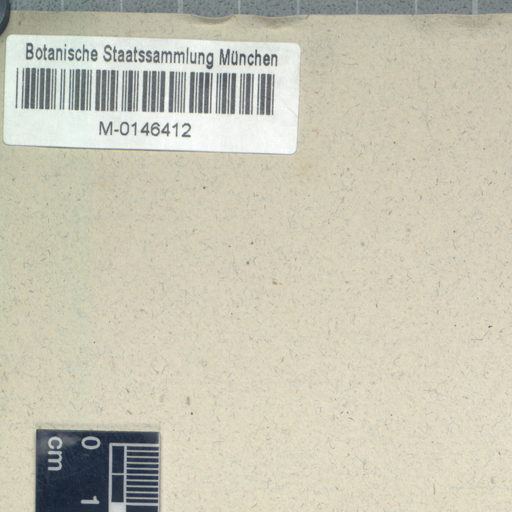 Botanische Staatssammlung München
M-0146412
0 1
cm